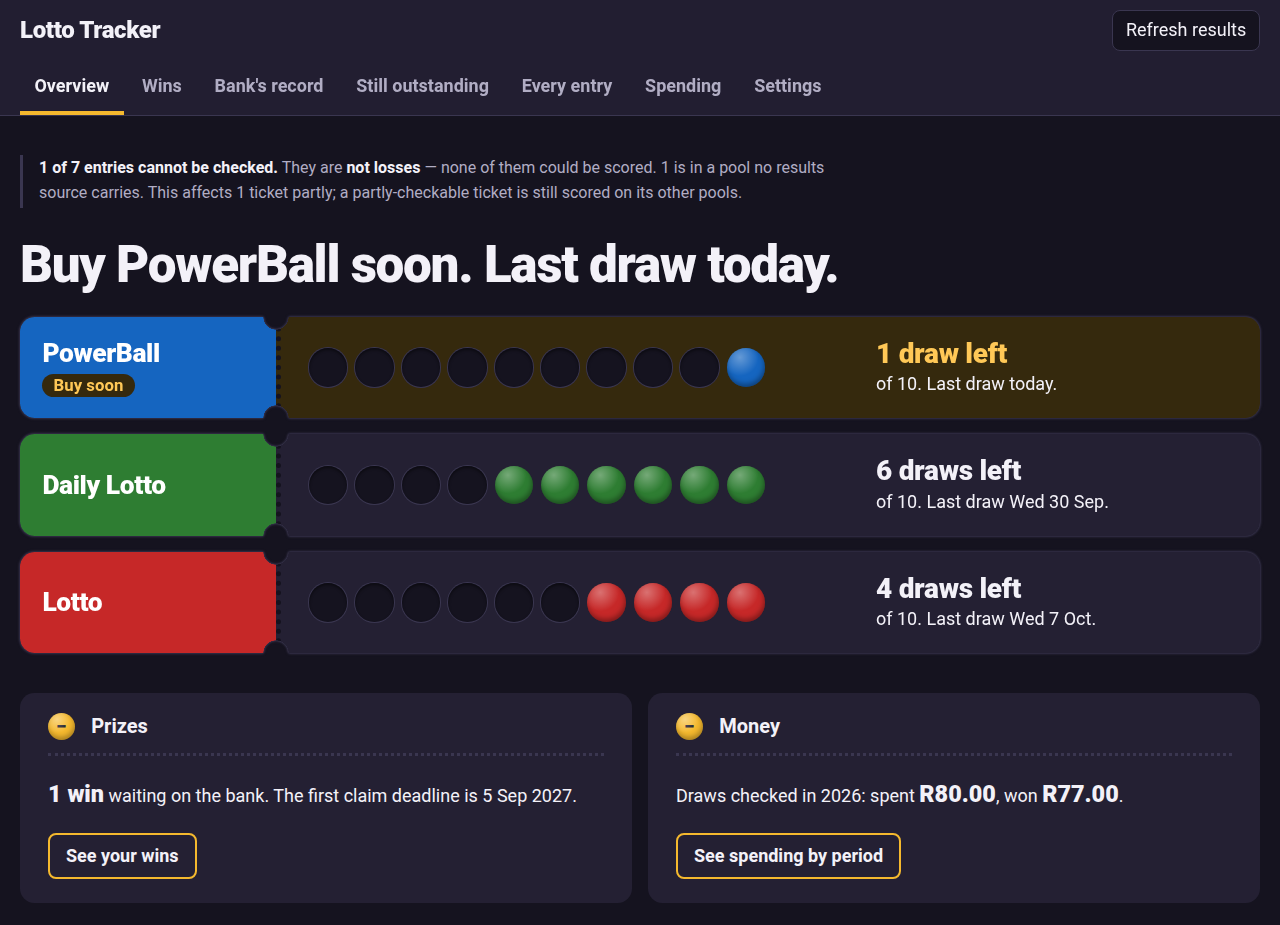 Lotto Tracker
Refresh results
Overview
Wins
Bank's record
Still outstanding
Every entry
Spending
Settings
1 of 7 entries cannot be checked. They are not losses — none of them could be scored. 1 is in a pool no results
source carries. This affects 1 ticket partly; a partly-checkable ticket is still scored on its other pools.
Buy PowerBall soon. Last draw today.
PowerBall
Buy soon
1 draw left
of 10. Last draw today.
Daily Lotto
6 draws left
of 10. Last draw Wed 30 Sep.
Lotto
4 draws left
of 10. Last draw Wed 7 Oct.
Prizes
1 win waiting on the bank. The first claim deadline is 5 Sep 2027.
See your wins
Money
Draws checked in 2026: spent R80.00, won R77.00.
See spending by period